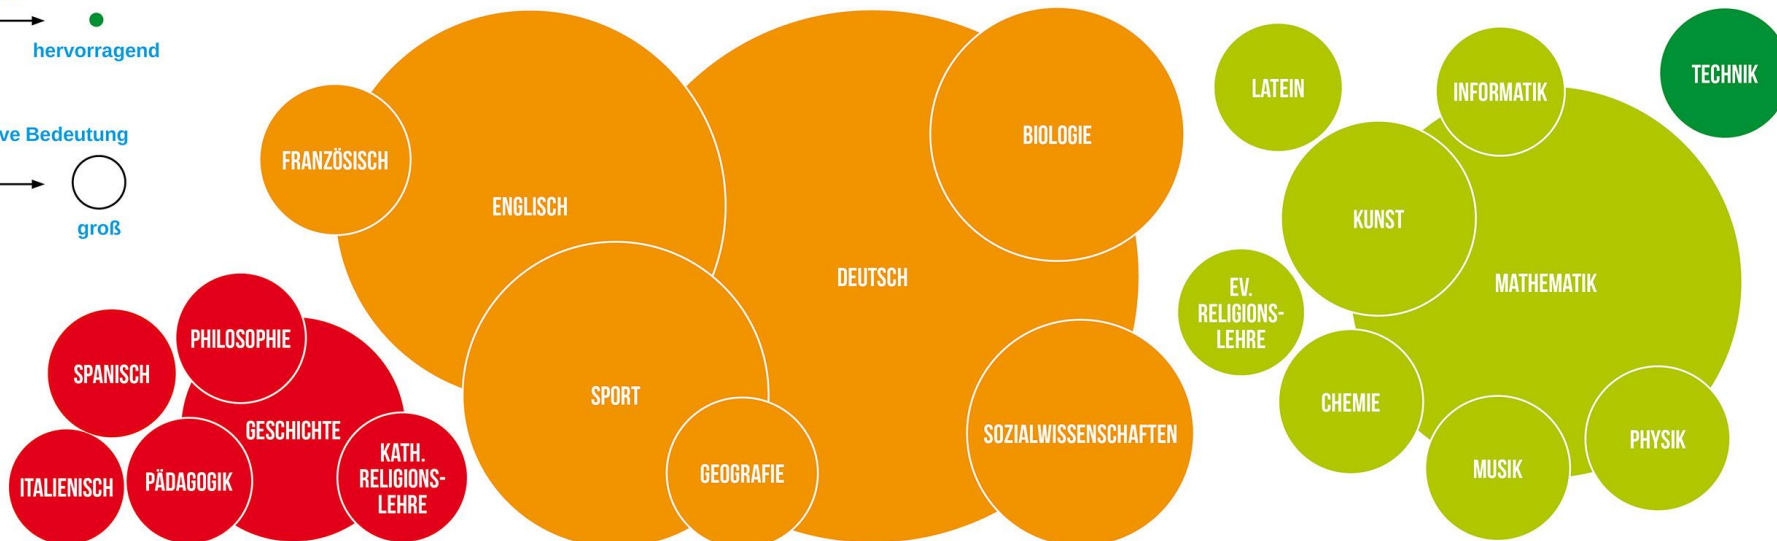 hervorragend
ve Bedeutung
groß
FRANZÖSISCH
ENGLISCH
DEUTSCH
BIOLOGIE
SPORT
GEOGRAFIE
SOZIALWISSENSCHAFTEN
SPANISCH
PHILOSOPHIE
GESCHICHTE
ITALIENISCH
PÄDAGOGIK
KATH.
RELIGIONS-
LEHRE
LATEIN
INFORMATIK
TECHNIK
KUNST
MATHEMATIK
EV.
RELIGIONS-
LEHRE
CHEMIE
MUSIK
PHYSIK